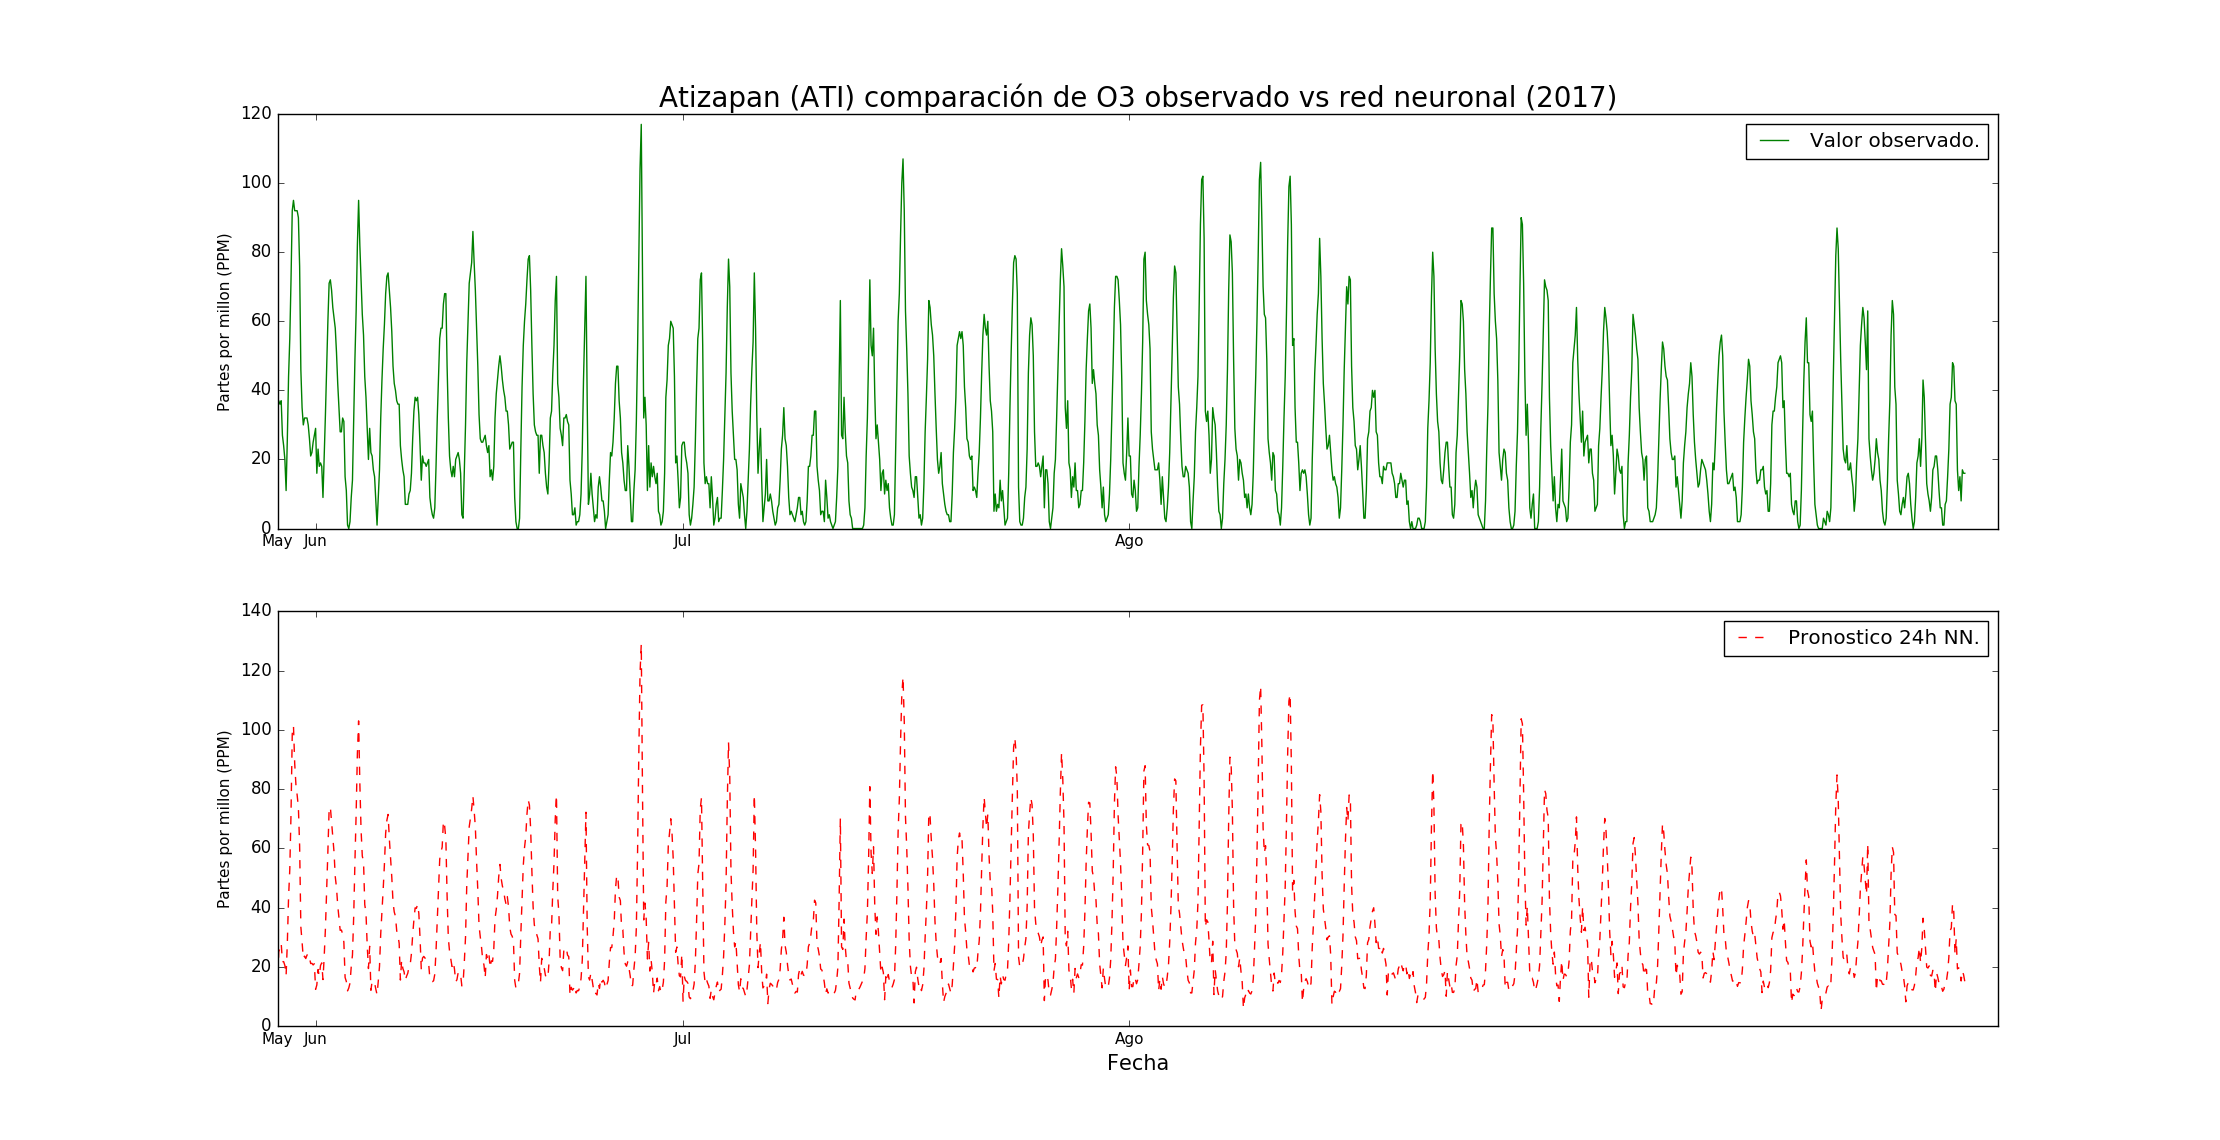 Atizapan (ATI) comparación de O3 observado vs red neuronal (2017)
120
100
80
60
40
20
0
Partes por millon (PPM)
Valor observado.
May Jun Jul Ago
140
120
100
80
60
40
20
0
Partes por millon (PPM)
Pronostico 24h NN.
May Jun Jul Ago
Fecha